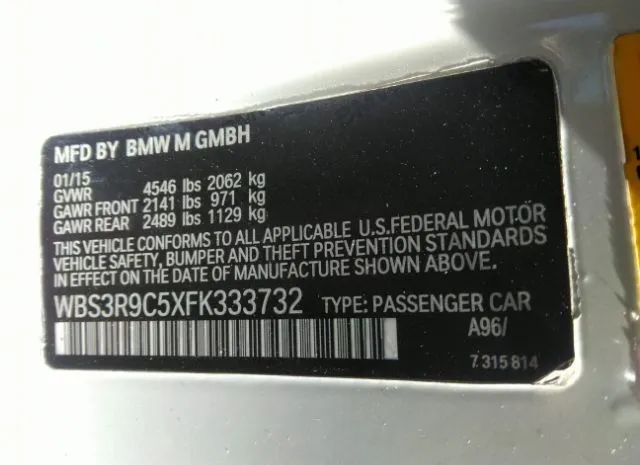 MFD BY BMW M GMBH
01/15
GVWR 4546 lbs 2062 kg
GAWR FRONT 2141 lbs 971 kg
GAWR REAR 2489 lbs 1129 kg
THIS VEHICLE CONFORMS TO ALL APPLICABLE U.S.FEDERAL MOTOR
VEHICLE SAFETY, BUMPER AND THEFT PREVENTION STANDARDS
IN EFFECT ON THE DATE OF MANUFACTURE SHOWN ABOVE.
WBS3R9C5XFK333732 TYPE: PASSENGER CAR
A96/
7 315 814